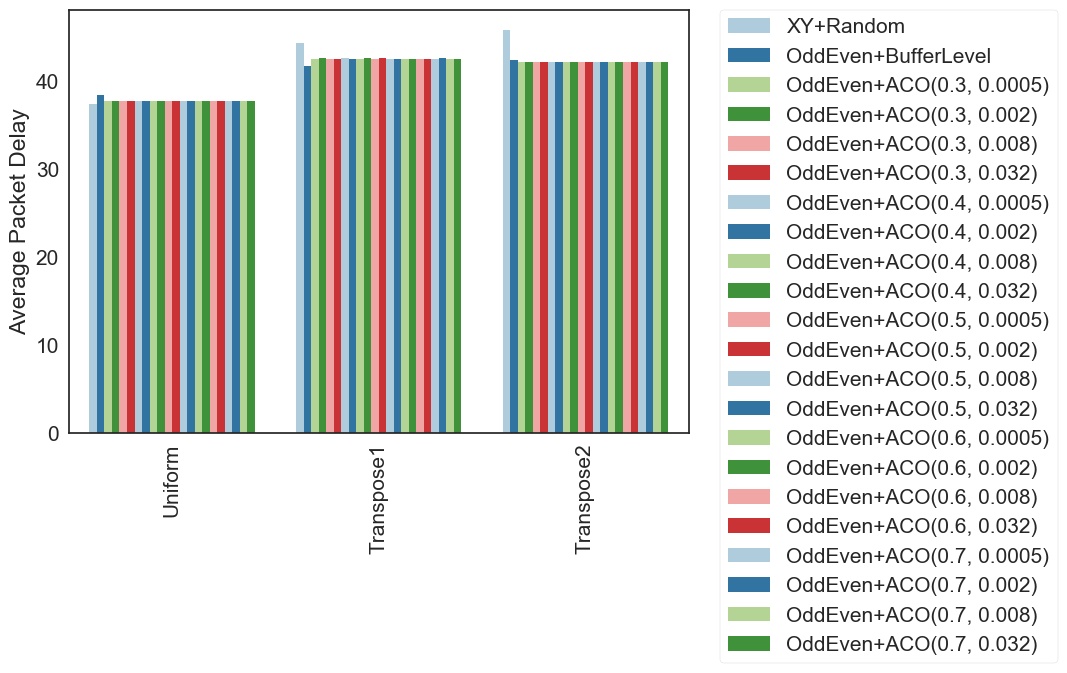 Average Packet Delay
40
30
20
10
0
Uniform
Transpose1
Transpose2
XY+Random
OddEven+BufferLevel
OddEven+ACO(0.3, 0.0005)
OddEven+ACO(0.3, 0.002)
OddEven+ACO(0.3, 0.008)
OddEven+ACO(0.3, 0.032)
OddEven+ACO(0.4, 0.0005)
OddEven+ACO(0.4, 0.002)
OddEven+ACO(0.4, 0.008)
OddEven+ACO(0.4, 0.032)
OddEven+ACO(0.5, 0.0005)
OddEven+ACO(0.5, 0.002)
OddEven+ACO(0.5, 0.008)
OddEven+ACO(0.5, 0.032)
OddEven+ACO(0.6, 0.0005)
OddEven+ACO(0.6, 0.002)
OddEven+ACO(0.6, 0.008)
OddEven+ACO(0.6, 0.032)
OddEven+ACO(0.7, 0.0005)
OddEven+ACO(0.7, 0.002)
OddEven+ACO(0.7, 0.008)
OddEven+ACO(0.7, 0.032)